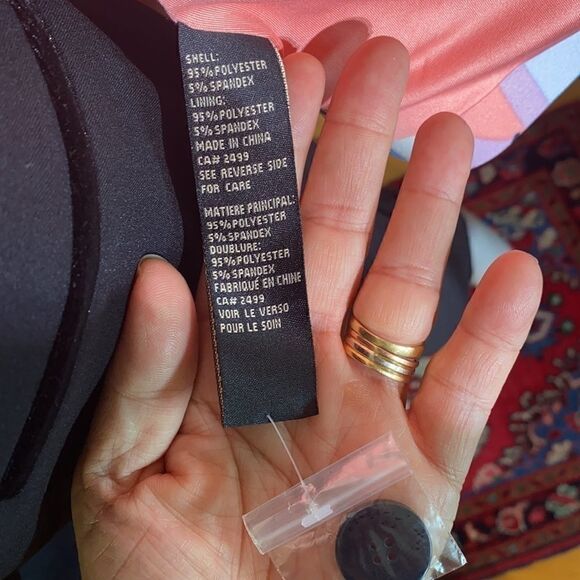 SHELL:
95%POLYESTER
5% SPANDEX
LINING:
95%POLYESTER
5% SPANDEX
MADE IN CHINA
CA# 2499
SEE REVERSE SIDE
FOR CARE
MATIERE PRINCIPAL:
95%POLYESTER
5% SPANDEX
DOUBLURE:
95%POLYESTER
5% SPANDEX
FABRIQUÉ EN CHINE
CA# 2499
VOIR LE VERSO
POUR LE SOIN